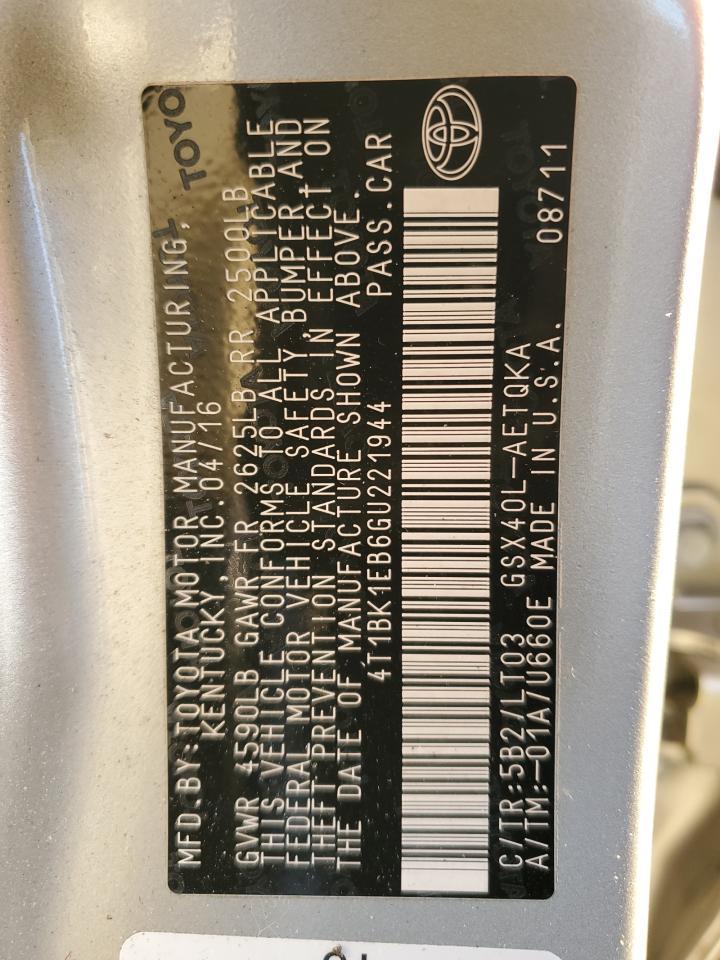 MFD.BY:TOYOTA MOTOR MANUFACTURING,
KENTUCKY, INC.04/16
GVWR 4590LB GAWR FR 2625LB RR 2500LB
THIS VEHICLE CONFORMS TO ALL APPLICABLE
FEDERAL MOTOR VEHICLE SAFETY,BUMPER,AND
THEFT PREVENTION STANDARDS IN EFFECT ON
THE DATE OF MANUFACTURE SHOWN ABOVE.
4T1BK1EB6GU221944 PASS.CAR
C/TR:5B2/LT03 GSX40L-AETQKA
A/TM:-01A/U660E MADE IN U.S.A. 08711
TOYO